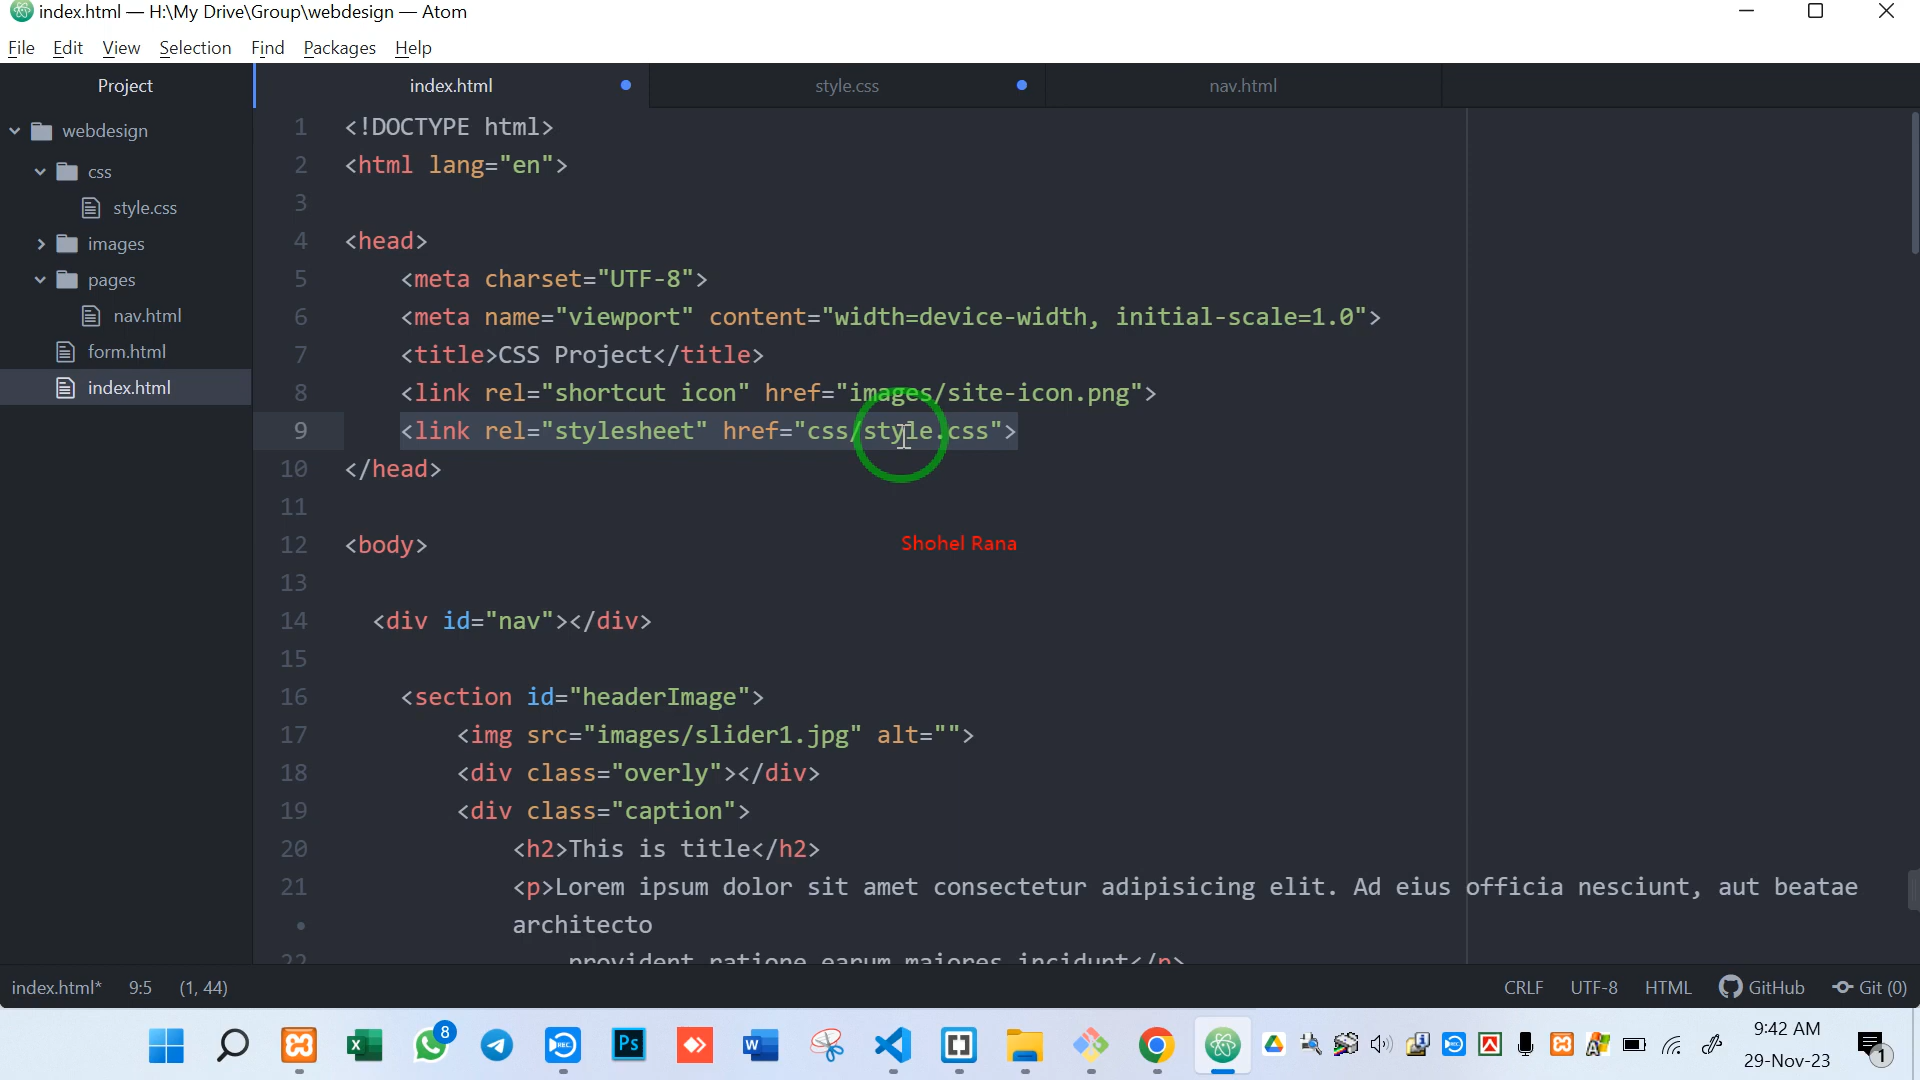 index.html — H:\My Drive\Group\webdesign — Atom
File Edit View Selection Find Packages Help
Project
index.html
style.css
nav.html
webdesign
css
style.css
images
pages
nav.html
form.html
index.html
1 <!DOCTYPE html>
2 <html lang="en">
3
4 <head>
5 <meta charset="UTF-8">
6 <meta name="viewport" content="width=device-width, initial-scale=1.0">
7 <title>CSS Project</title>
8 <link rel="shortcut icon" href="images/site-icon.png">
9 <link rel="stylesheet" href="css/style.css">
10 </head>
11
12 <body>
Shohel Rana
13
14 <div id="nav"></div>
15
16 <section id="headerImage">
17 <img src="images/slider1.jpg" alt="">
18 <div class="overly"></div>
19 <div class="caption">
20 <h2>This is title</h2>
21 <p>Lorem ipsum dolor sit amet consectetur adipisicing elit. Ad eius officia nesciunt, aut beatae
• architecto
22 provident ratione earum maiores incidunt</p>
index.html* 9:5 (1, 44)
CRLF UTF-8 HTML GitHub Git (0)
8
REC
Ps
9:42 AM
29-Nov-23
1